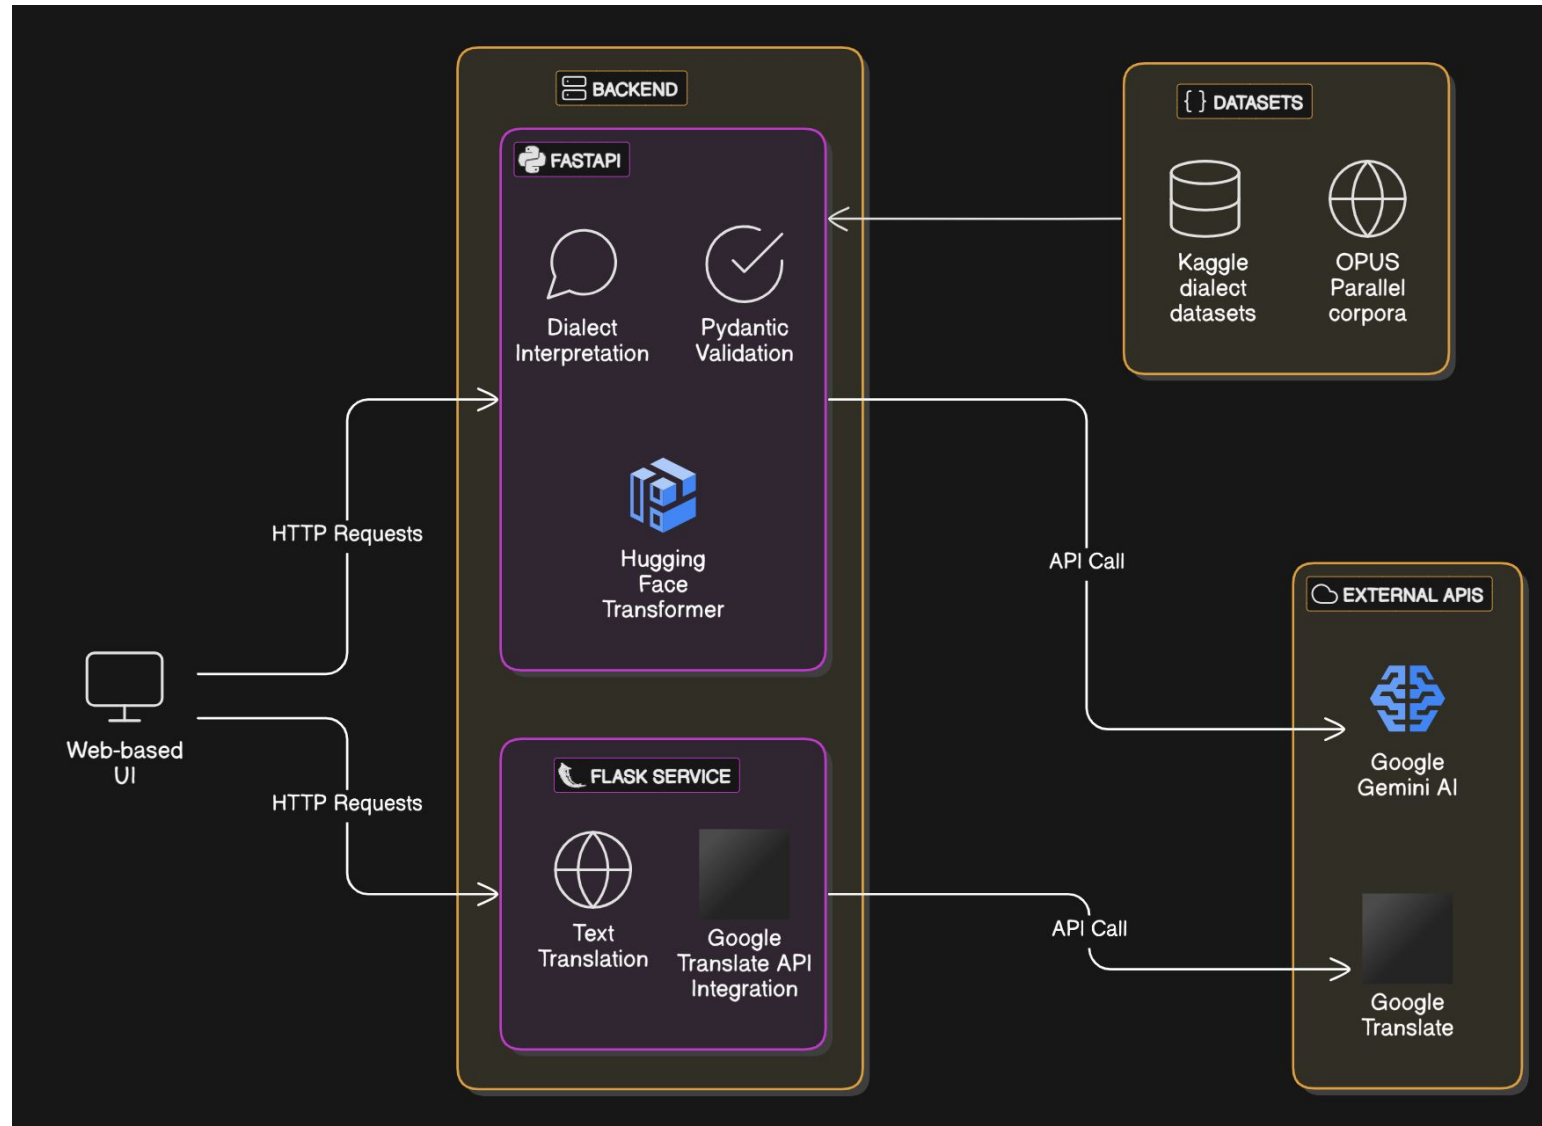 BACKEND
FASTAPI
Dialect
Interpretation
Pydantic
Validation
Hugging
Face
Transformer
DATASETS
Kaggle
dialect
datasets
OPUS
Parallel
corpora
HTTP Requests
API Call
Web-based
UI
HTTP Requests
FLASK SERVICE
Text
Translation
Google
Translate API
Integration
API Call
EXTERNAL APIS
Google
Gemini AI
Google
Translate